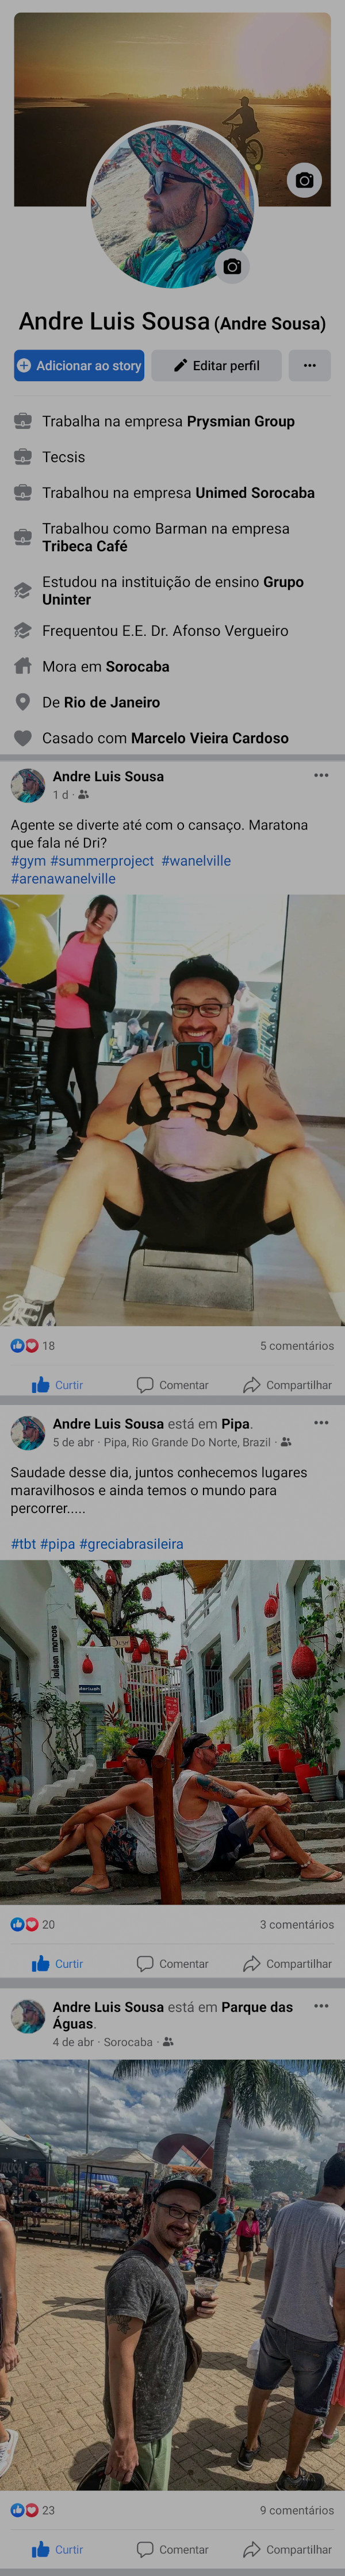 Andre Luis Sousa (Andre Sousa)
Adicionar ao story
Editar perfil
Trabalha na empresa Prysmian Group
Tecsis
Trabalhou na empresa Unimed Sorocaba
Trabalhou como Barman na empresa
Tribeca Café
Estudou na instituição de ensino Grupo
Uninter
Frequentou E.E. Dr. Afonso Vergueiro
Mora em Sorocaba
De Rio de Janeiro
Casado com Marcelo Vieira Cardoso
Andre Luis Sousa
1 d ·
Agente se diverte até com o cansaço. Maratona
que fala né Dri?
#gym #summerproject #wanelville
#arenawanelville
18
5 comentários
Curtir
Comentar
Compartilhar
Andre Luis Sousa está em Pipa.
5 de abr · Pipa, Rio Grande Do Norte, Brazil ·
Saudade desse dia, juntos conhecemos lugares
maravilhosos e ainda temos o mundo para
percorrer.....
#tbt #pipa #greciabrasileira
20
3 comentários
Curtir
Comentar
Compartilhar
Andre Luis Sousa está em Parque das
Águas.
4 de abr · Sorocaba ·
23
9 comentários
Curtir
Comentar
Compartilhar